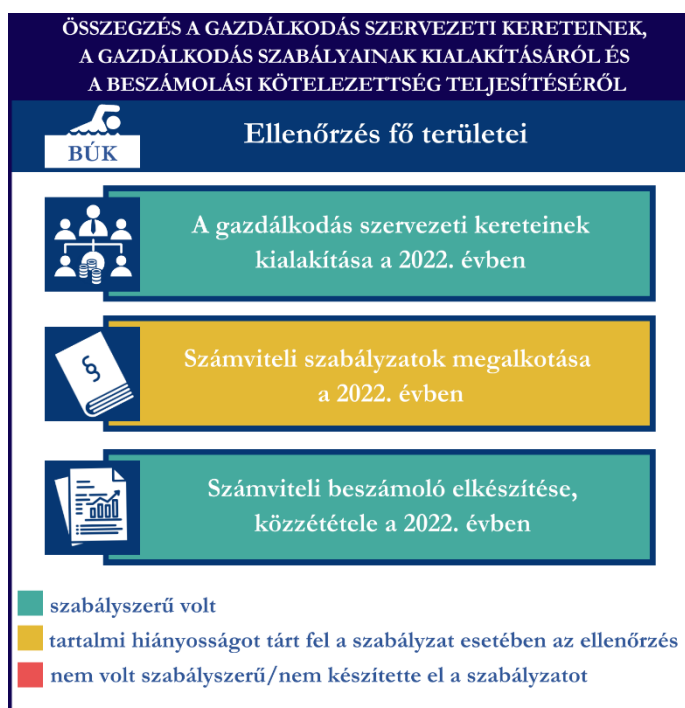 ÖSSZEGZÉS A GAZDÁLKODÁS SZERVEZETI KERETEINEK,
A GAZDÁLKODÁS SZABÁLYAINAK KIALAKÍTÁSÁRÓL ÉS
A BESZÁMOLÁSI KÖTELEZETTSÉG TELJESÍTÉSÉRŐL
BÚK
Ellenőrzés fő területei
A gazdálkodás szervezeti kereteinek
kialakítása a 2022. évben
§
Számviteli szabályzatok megalkotása
a 2022. évben
Számviteli beszámoló elkészítése,
közzététele a 2022. évben
szabályszerű volt
tartalmi hiányosságot tárt fel a szabályzat esetében az ellenőrzés
nem volt szabályszerű/nem készítette el a szabályzatot